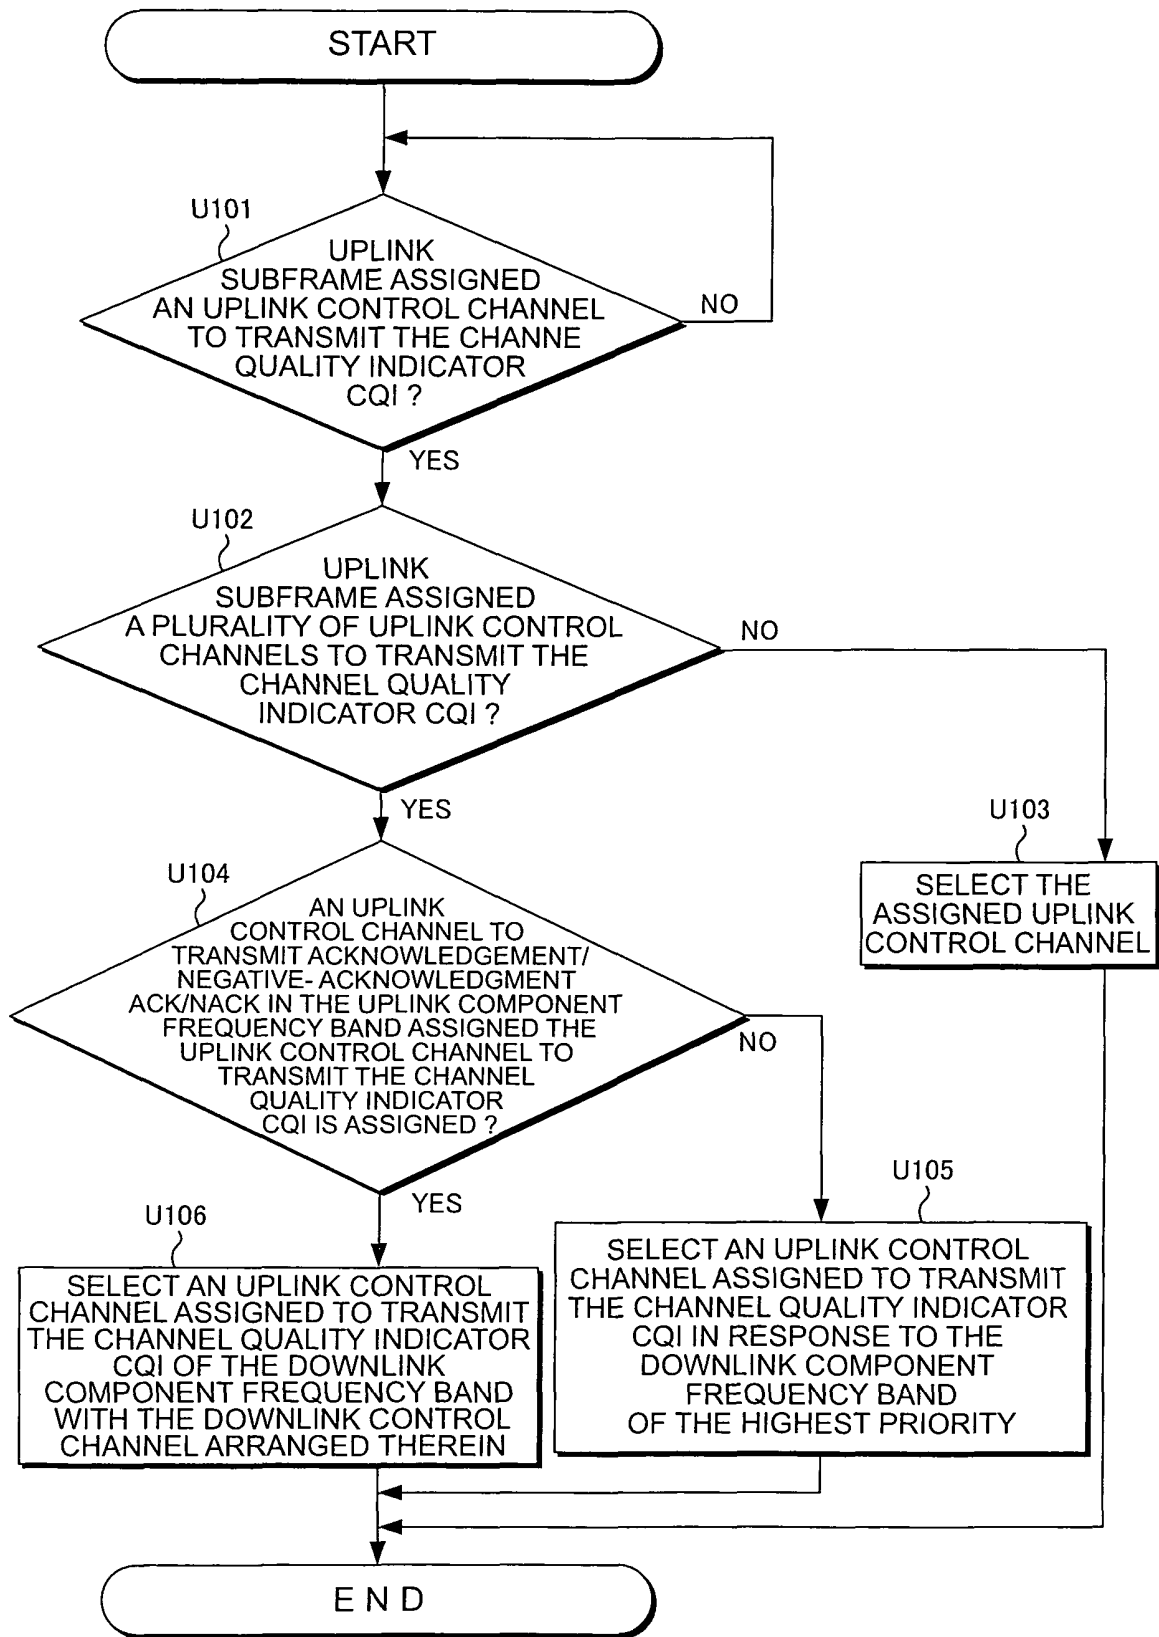 START
U101
UPLINK
SUBFRAME ASSIGNED
AN UPLINK CONTROL CHANNEL
TO TRANSMIT THE CHANNE
QUALITY INDICATOR
CQI ?
NO
YES
U102
UPLINK
SUBFRAME ASSIGNED
A PLURALITY OF UPLINK CONTROL
CHANNELS TO TRANSMIT THE
CHANNEL QUALITY
INDICATOR CQI ?
NO
YES
U103
SELECT THE
ASSIGNED UPLINK
CONTROL CHANNEL
U104
AN UPLINK
CONTROL CHANNEL TO
TRANSMIT ACKNOWLEDGEMENT/
NEGATIVE- ACKNOWLEDGMENT
ACK/NACK IN THE UPLINK COMPONENT
FREQUENCY BAND ASSIGNED THE
UPLINK CONTROL CHANNEL TO
TRANSMIT THE CHANNEL
QUALITY INDICATOR
CQI IS ASSIGNED ?
NO
YES
U105
SELECT AN UPLINK CONTROL
CHANNEL ASSIGNED TO TRANSMIT
THE CHANNEL QUALITY INDICATOR
CQI IN RESPONSE TO THE
DOWNLINK COMPONENT
FREQUENCY BAND
OF THE HIGHEST PRIORITY
U106
SELECT AN UPLINK CONTROL
CHANNEL ASSIGNED TO TRANSMIT
THE CHANNEL QUALITY INDICATOR
CQI OF THE DOWNLINK
COMPONENT FREQUENCY BAND
WITH THE DOWNLINK CONTROL
CHANNEL ARRANGED THEREIN
END